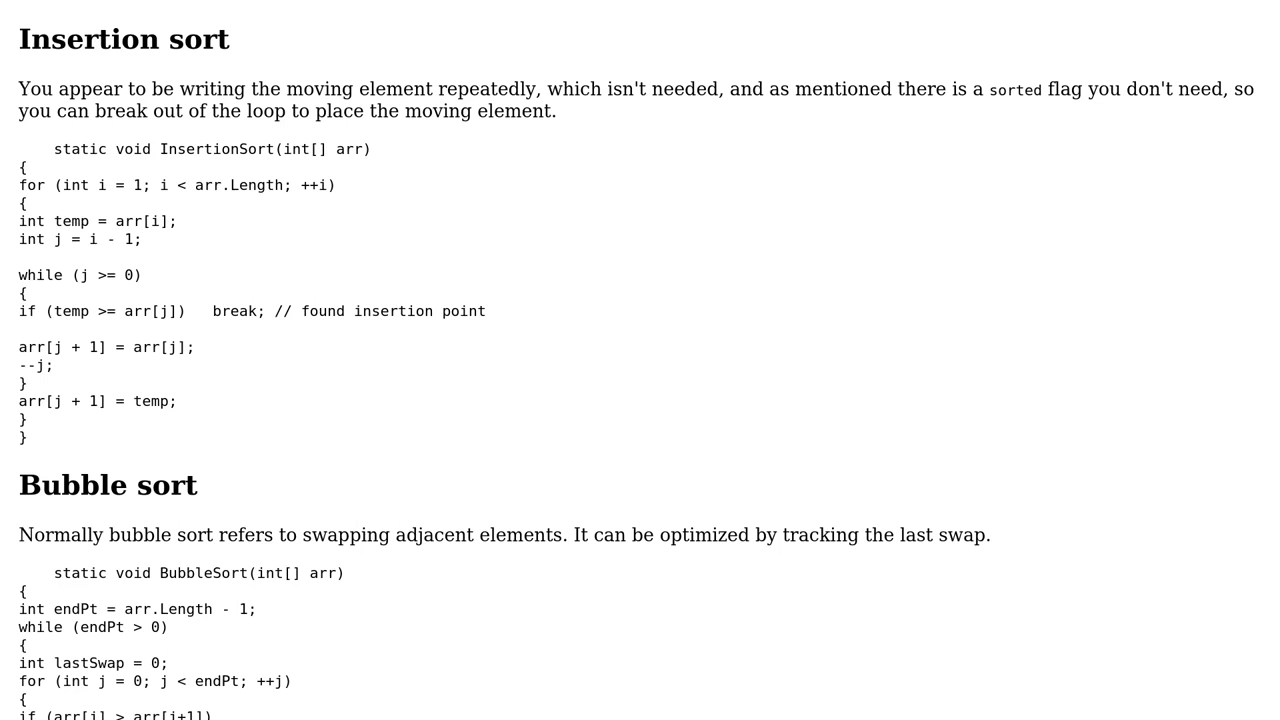 Insertion sort
You appear to be writing the moving element repeatedly, which isn't needed, and as mentioned there is a sorted flag you don't need, so
you can break out of the loop to place the moving element.
static void InsertionSort(int[] arr)
{
for (int i = 1; i < arr.Length; ++i)
{
int temp = arr[i];
int j = i - 1;
while (j >= 0)
{
if (temp >= arr[j])   break; // found insertion point
arr[j + 1] = arr[j];
--j;
}
arr[j + 1] = temp;
}
}
Bubble sort
Normally bubble sort refers to swapping adjacent elements. It can be optimized by tracking the last swap.
static void BubbleSort(int[] arr)
{
int endPt = arr.Length - 1;
while (endPt > 0)
{
int lastSwap = 0;
for (int j = 0; j < endPt; ++j)
{
if (arr[j] > arr[j+1])